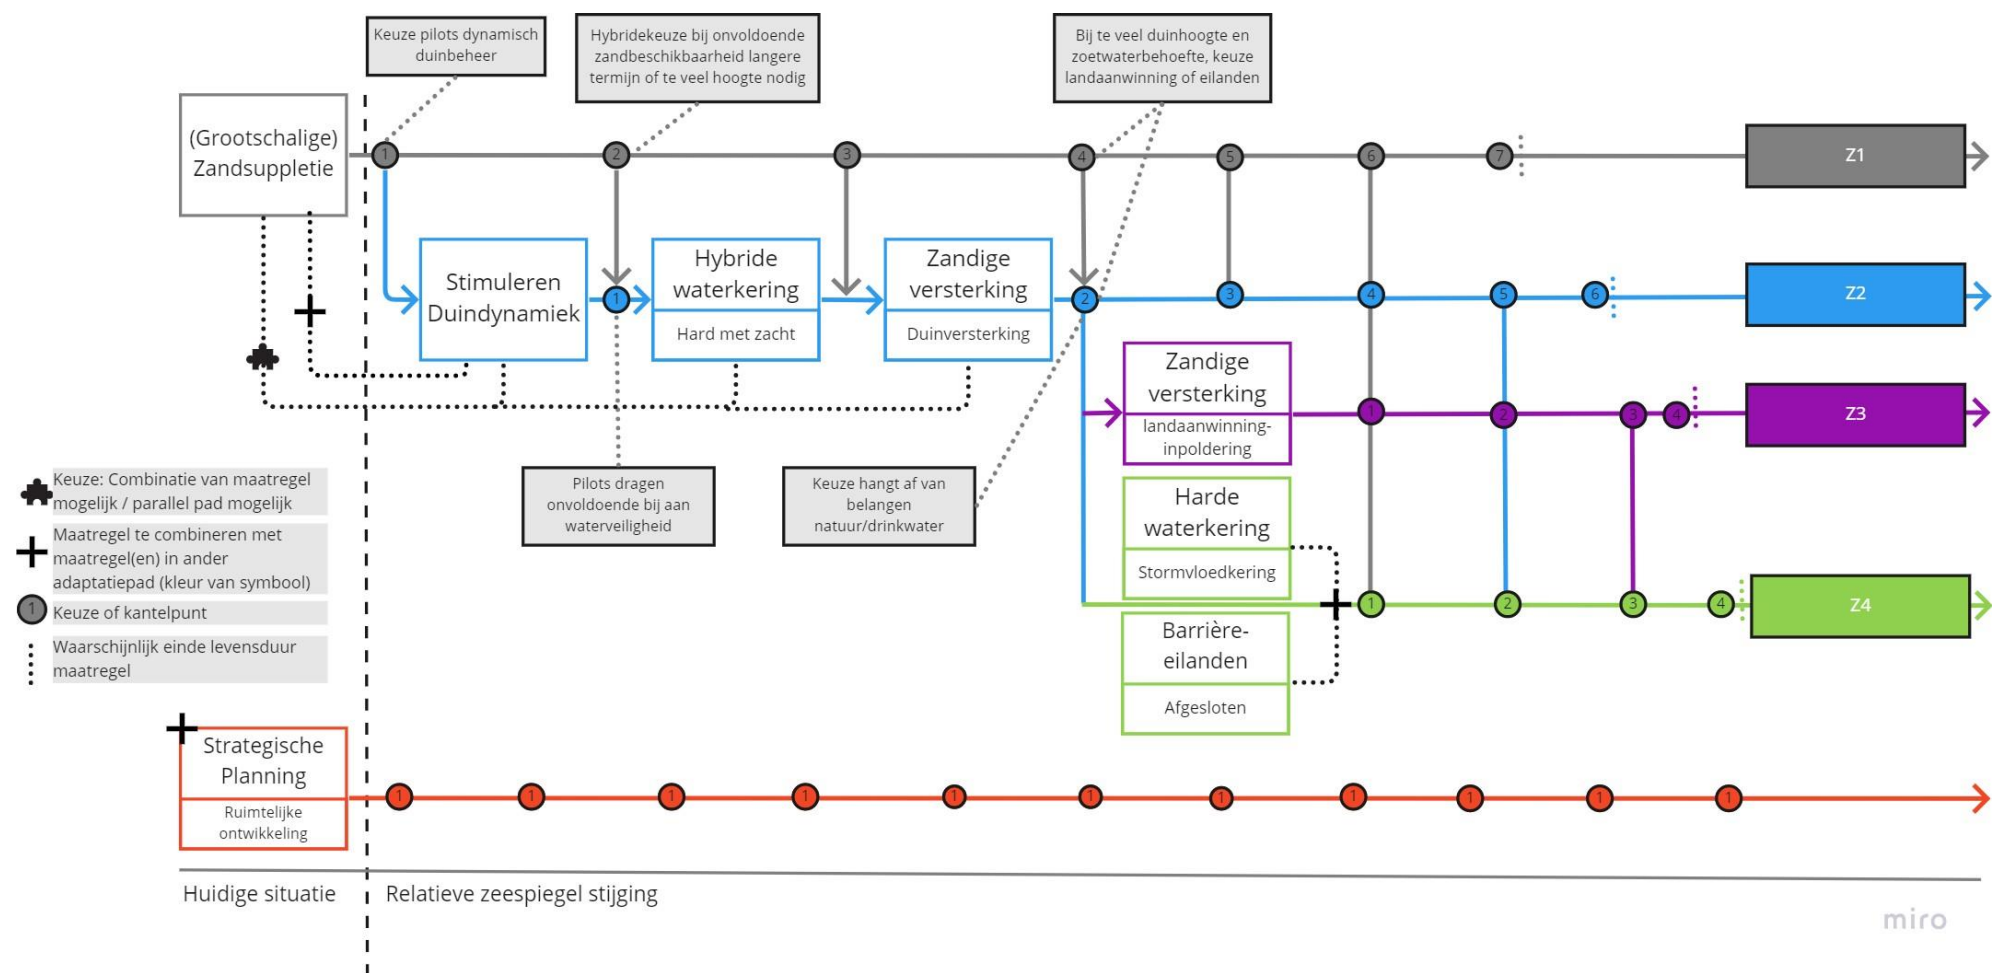 Keuze pilots dynamisch
duinbeheer
Hybridekeuze bij onvoldoende
zandbeschikbaarheid langere
termijn of te veel hoogte nodig
Bij te veel duinhoogte en
zoetwaterbehoefte, keuze
landaanwinning of eilanden
(Grootschalige)
Zandsuppletie
1
2
3
4
5
6
7
Z1
Stimuleren
Duindynamiek
1
Hybride
waterkering
Hard met zacht
Zandige
versterking
Duinversterking
2
3
4
5
6
Z2
Zandige
versterking
landaanwinning-
inpoldering
1
2
3
4
Z3
Pilots dragen
onvoldoende bij aan
waterveiligheid
Keuze hangt af van
belangen
natuur/drinkwater
Harde
waterkering
Stormvloedkering
Barrière-
eilanden
Afgesloten
1
2
3
4
Z4
Keuze: Combinatie van maatregel
mogelijk / parallel pad mogelijk
Maatregel te combineren met
maatregel(en) in ander
adaptatiepad (kleur van symbool)
1
Keuze of kantelpunt
Waarschijnlijk einde levensduur
maatregel
Strategische
Planning
Ruimtelijke
ontwikkeling
1
1
1
1
1
1
1
1
1
1
1
Huidige situatie
Relatieve zeespiegel stijging
miro